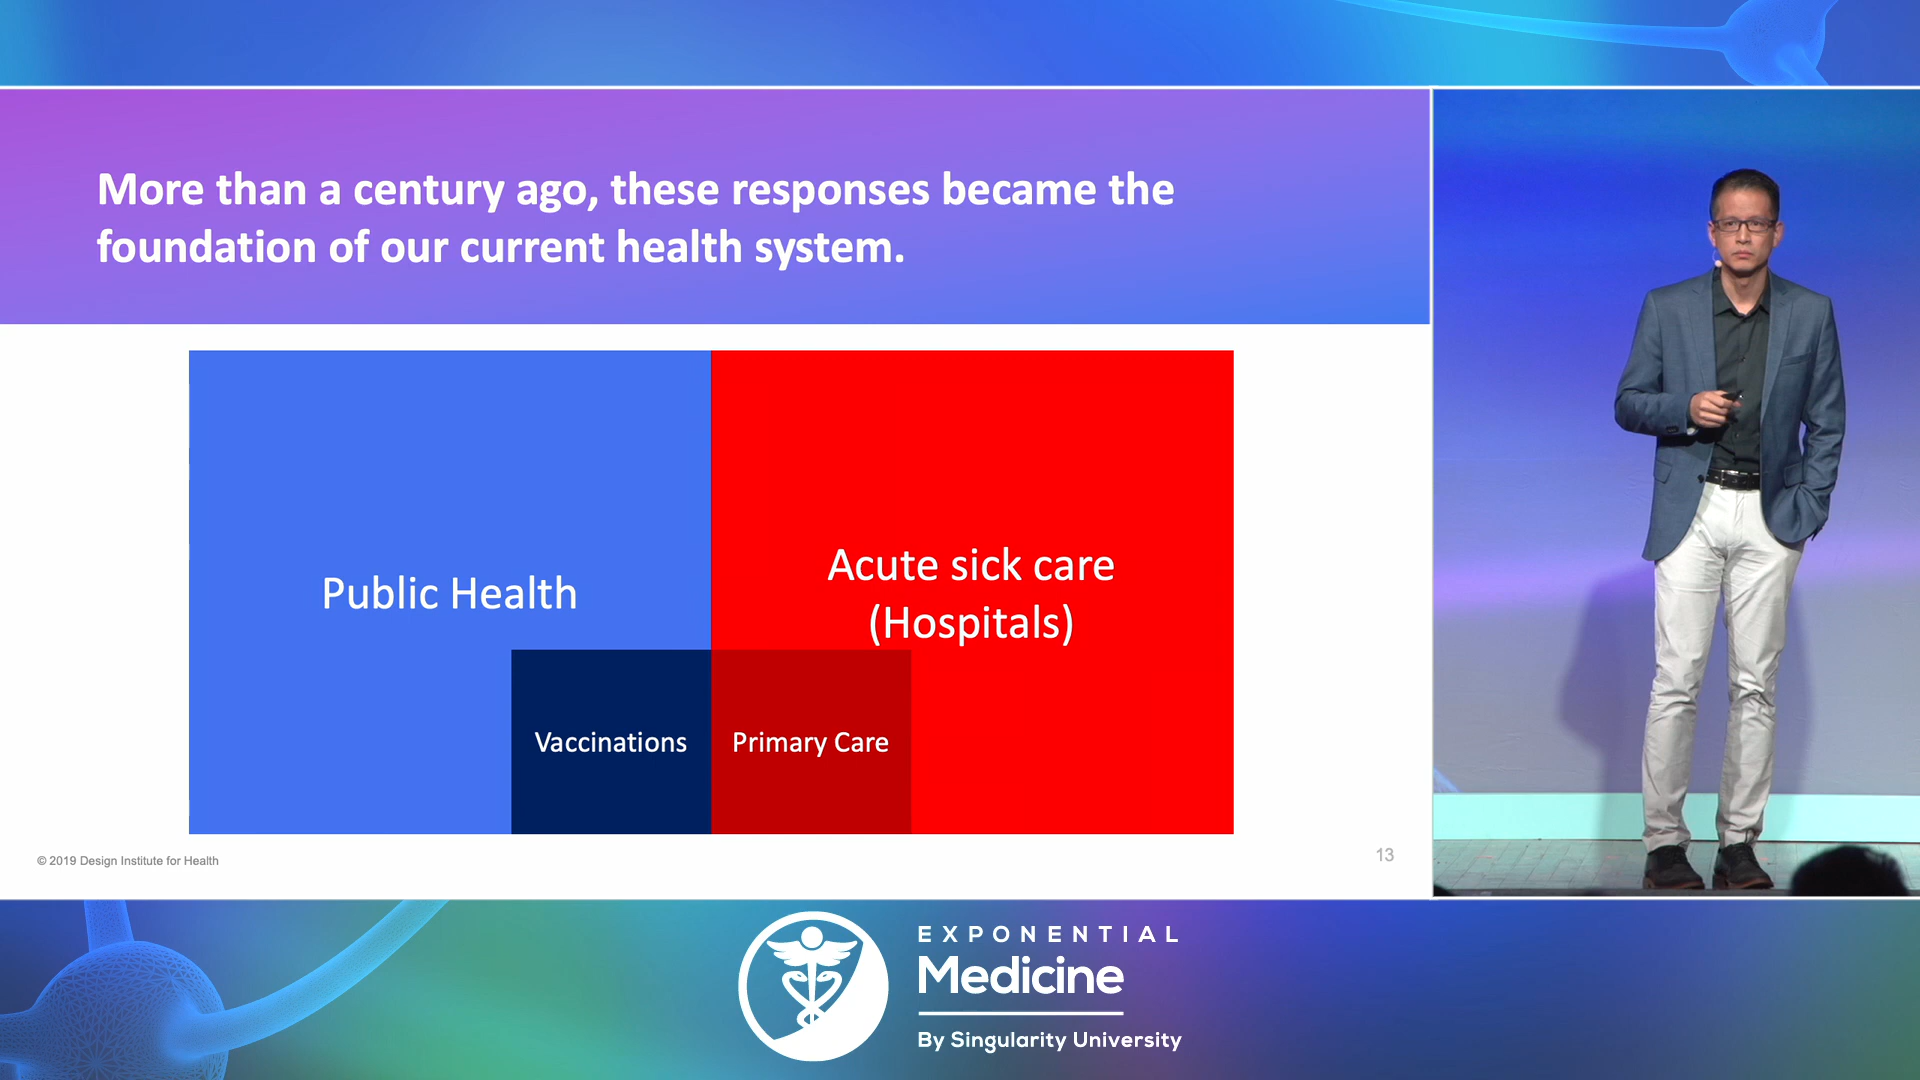 More than a century ago, these responses became the
foundation of our current health system.
Public Health
Acute sick care
(Hospitals)
Vaccinations
Primary Care
© 2019 Design Institute for Health
13
EXPONENTIAL
Medicine
By Singularity University